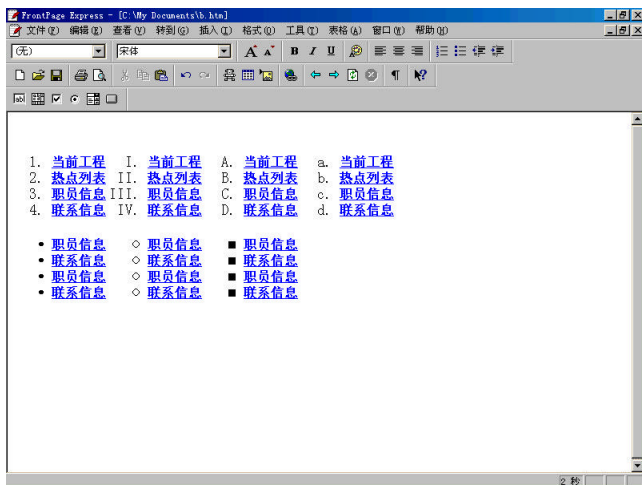 FrontPage Express - [C:\My Documents\b.htm]
文件(F) 编辑(E) 查看(V) 转到(G) 插入(I) 格式(O) 工具(T) 表格(A) 窗口(W) 帮助(H)
(无) 宋体 A A B I U
abl
1. 当前工程 I. 当前工程 A. 当前工程 a. 当前工程
2. 热点列表 II. 热点列表 B. 热点列表 b. 热点列表
3. 职员信息 III. 职员信息 C. 职员信息 c. 职员信息
4. 联系信息 IV. 联系信息 D. 联系信息 d. 联系信息
• 职员信息 ◇ 职员信息 ■ 职员信息
• 联系信息 ◇ 联系信息 ■ 联系信息
• 职员信息 ◇ 职员信息 ■ 职员信息
• 联系信息 ◇ 联系信息 ■ 联系信息
2 秒